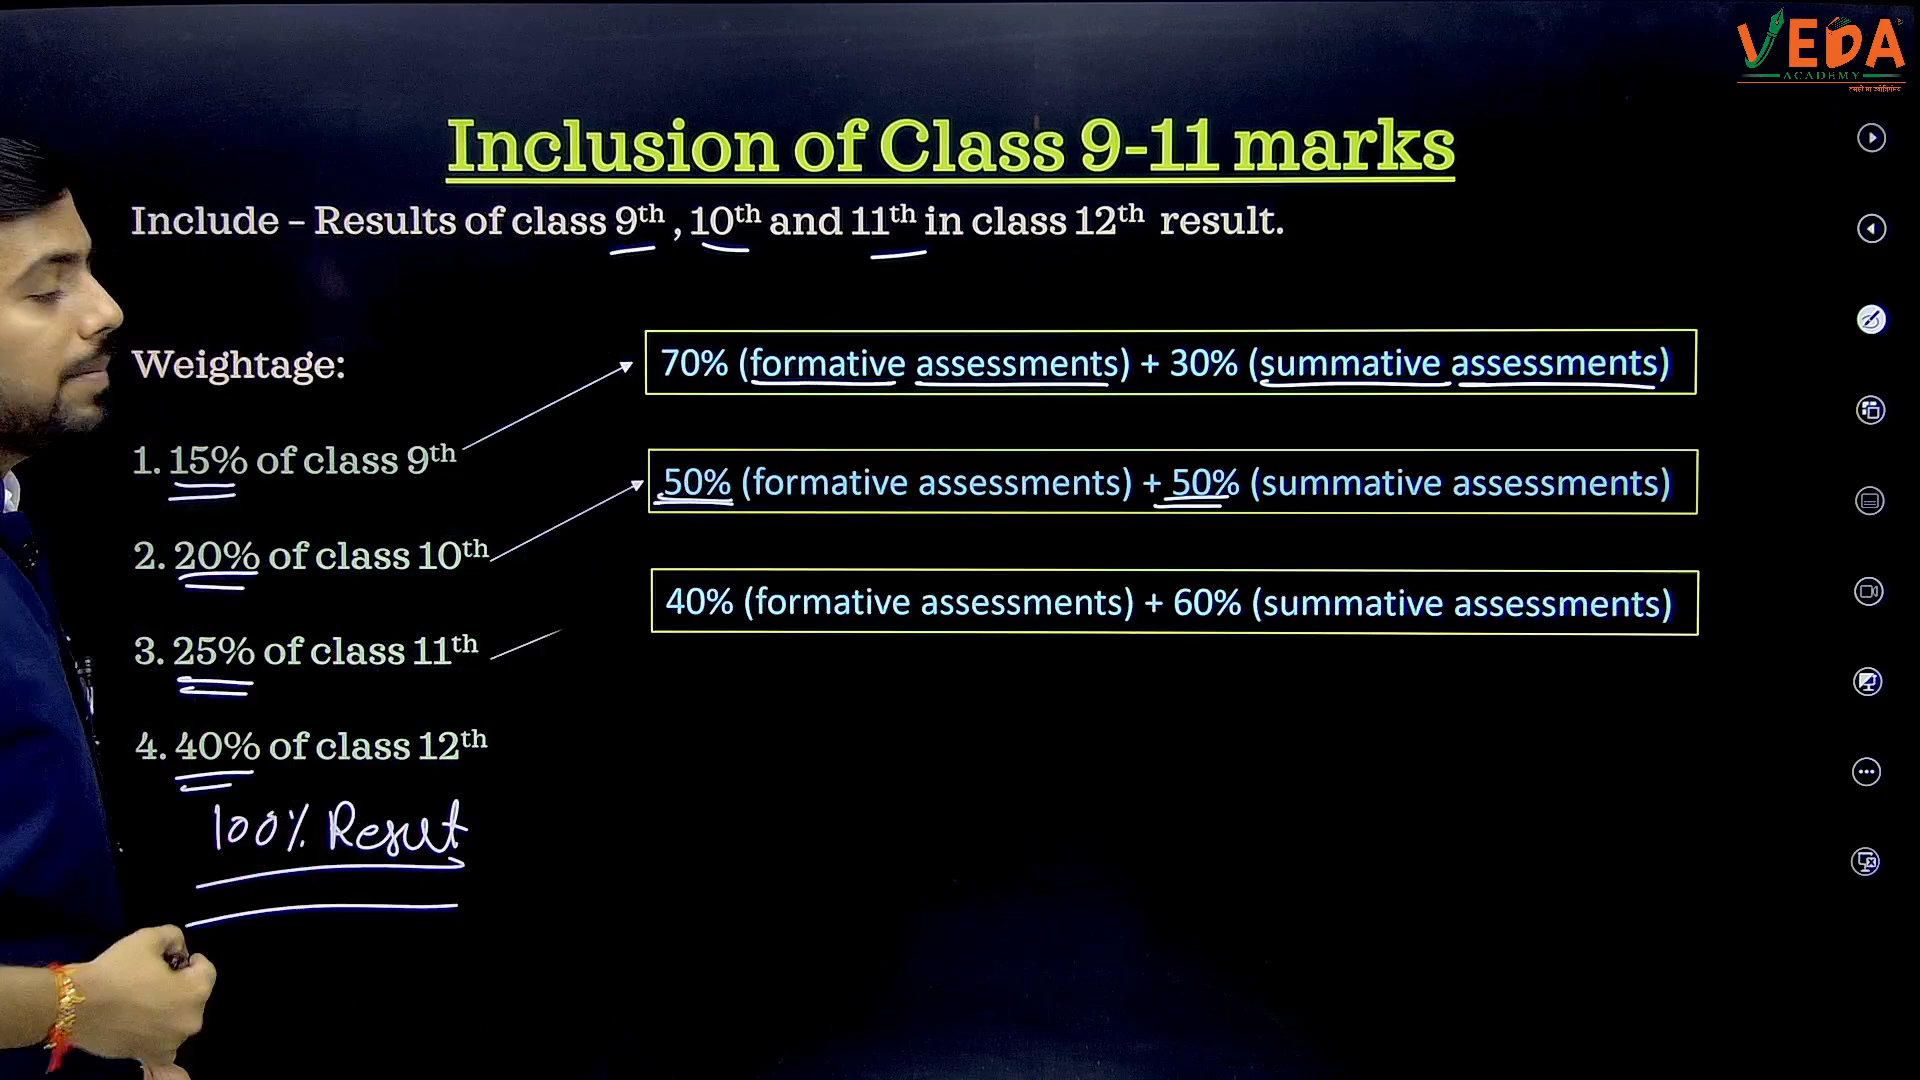 VEDA
ACADEMY
तमसो मा ज्योतिर्गमय
Inclusion of Class 9-11 marks
Include – Results of class 9th , 10th and 11th in class 12th result.
Weightage:
70% (formative assessments) + 30% (summative assessments)
1. 15% of class 9th
50% (formative assessments) + 50% (summative assessments)
2. 20% of class 10th
40% (formative assessments) + 60% (summative assessments)
3. 25% of class 11th
4. 40% of class 12th
100% Result